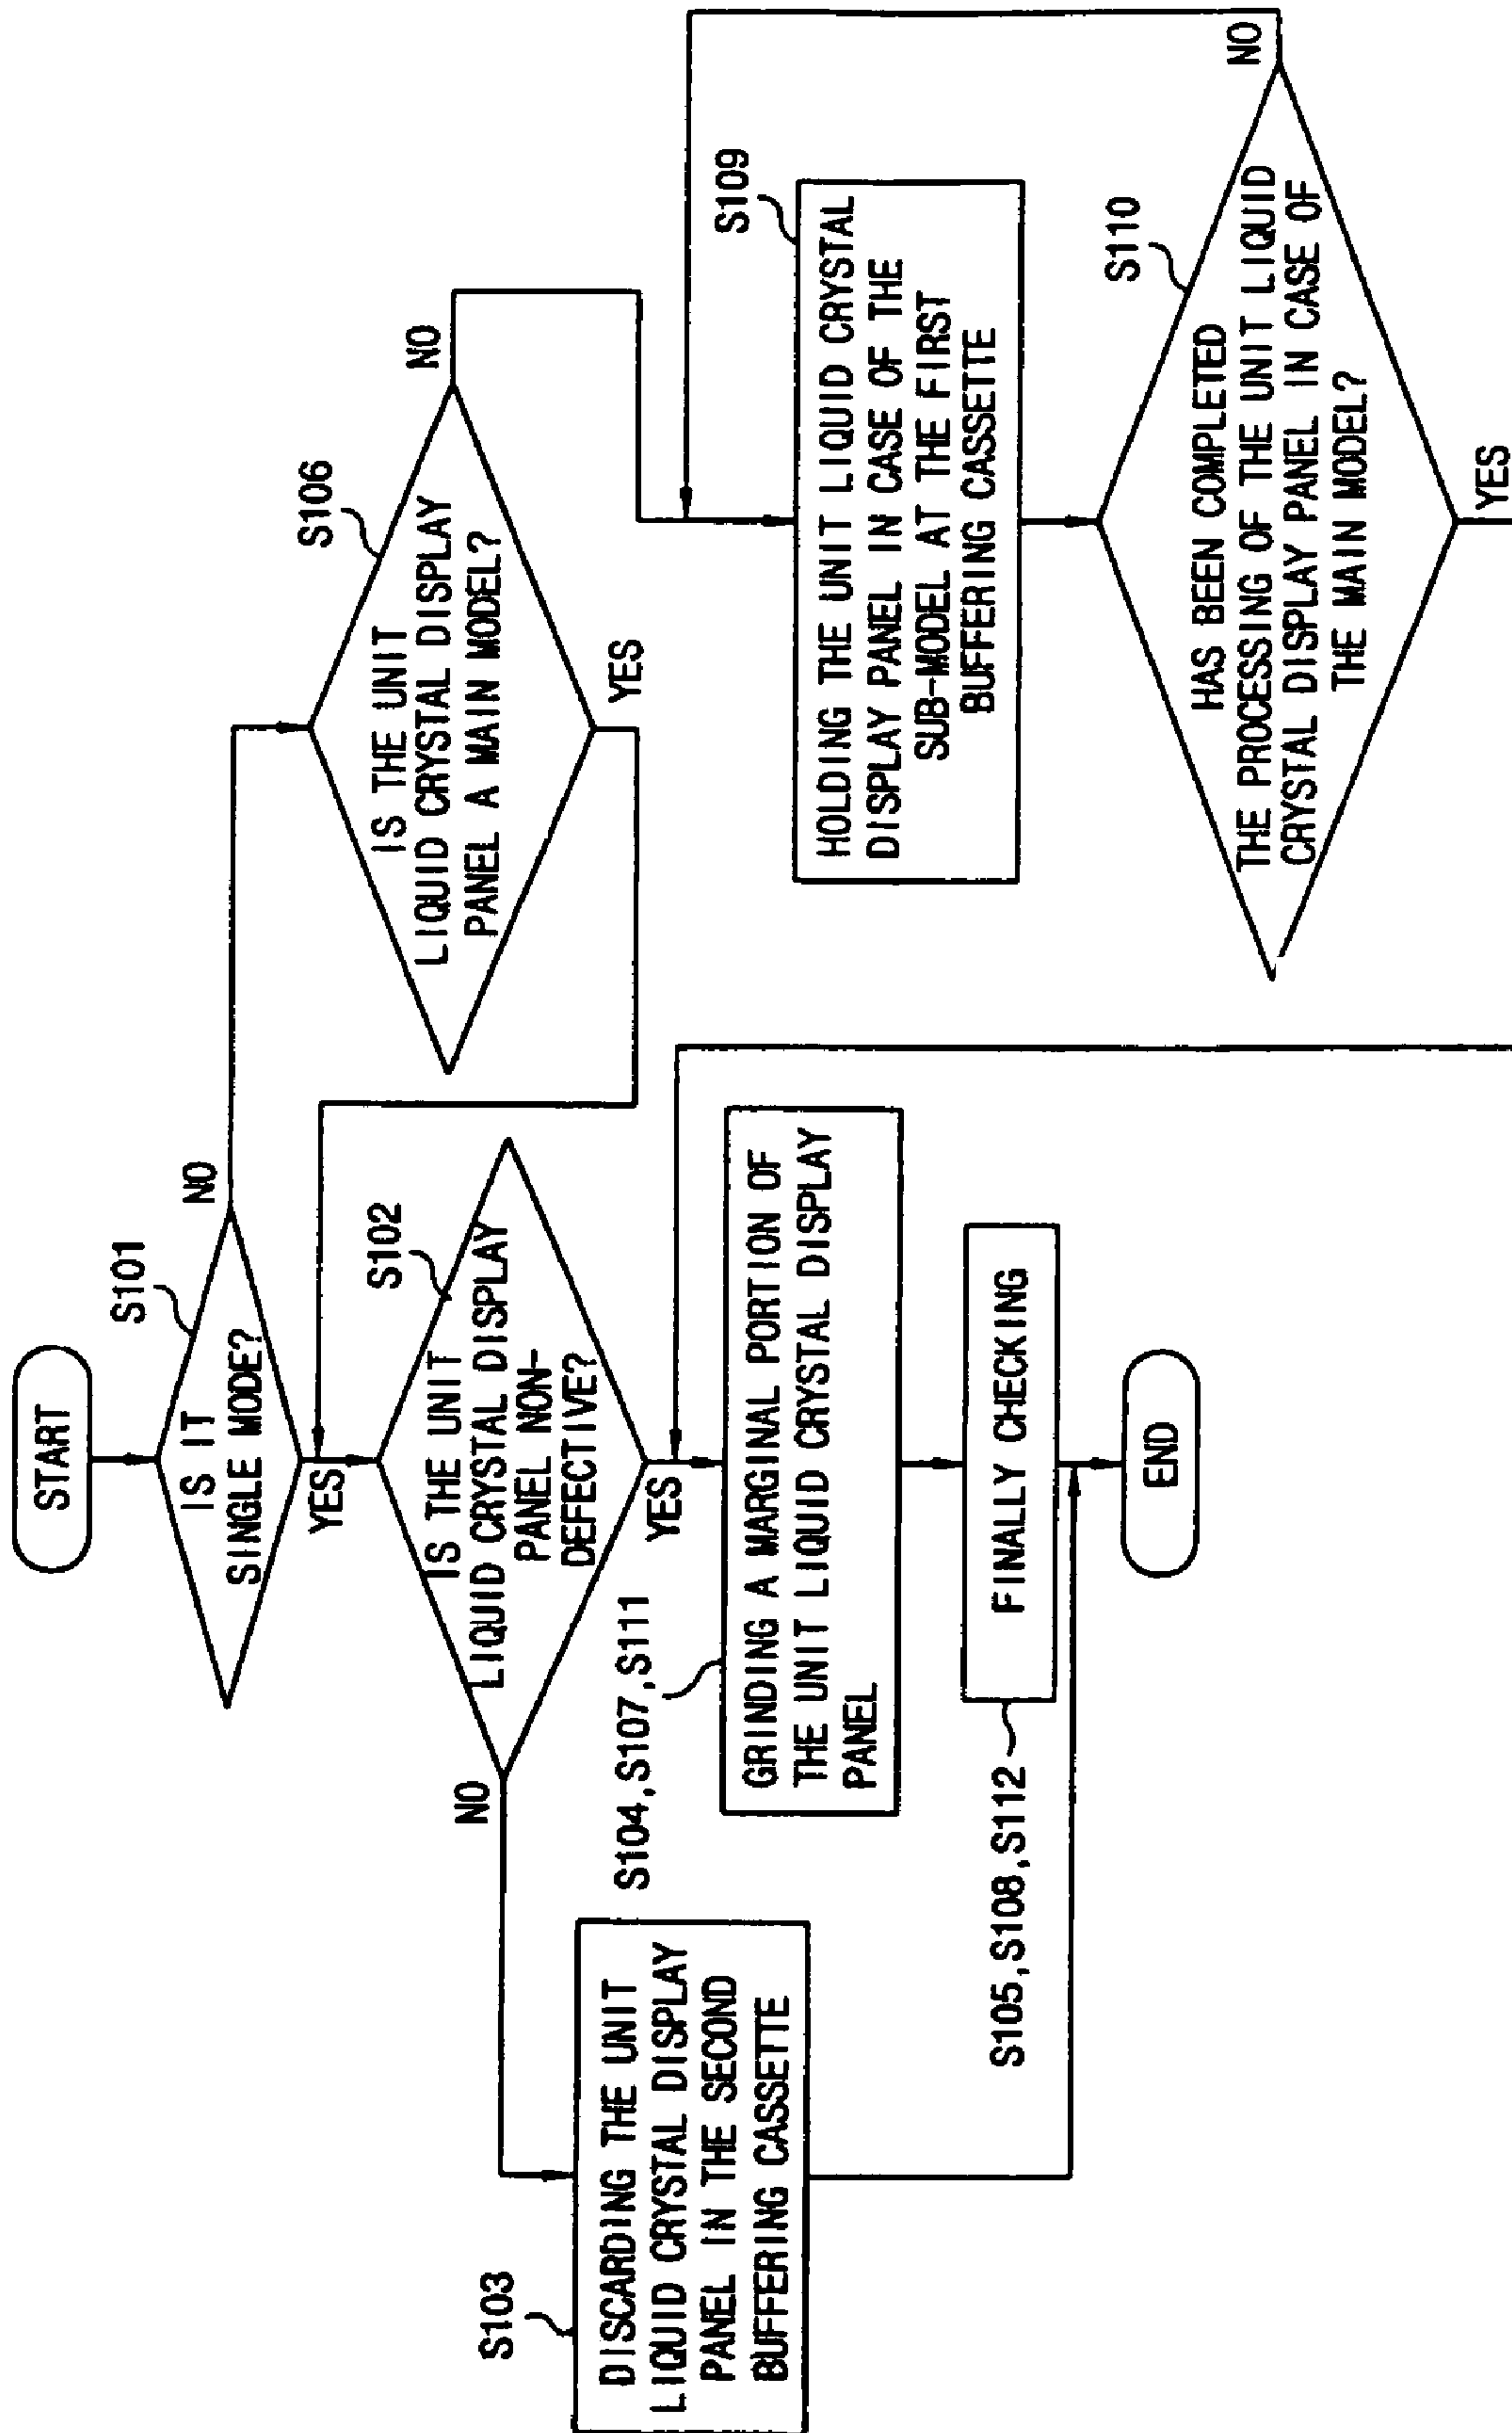 START
S101
IS IT
SINGLE MODE?
NO
YES
S102
IS THE UNIT
LIQUID CRYSTAL DISPLAY
PANEL NON-
DEFECTIVE?
NO
YES
S103
DISCARDING THE UNIT
LIQUID CRYSTAL DISPLAY
PANEL IN THE SECOND
BUFFERING CASSETTE
S104,S107,S111
GRINDING A MARGINAL PORTION OF
THE UNIT LIQUID CRYSTAL DISPLAY
PANEL
S105,S108,S112
FINALLY CHECKING
END
S106
IS THE UNIT
LIQUID CRYSTAL DISPLAY
PANEL A MAIN MODEL?
NO
YES
S109
HOLDING THE UNIT LIQUID CRYSTAL
DISPLAY PANEL IN CASE OF THE
SUB-MODEL AT THE FIRST
BUFFERING CASSETTE
S110
HAS BEEN COMPLETED
THE PROCESSING OF THE UNIT LIQUID
CRYSTAL DISPLAY PANEL IN CASE OF
THE MAIN MODEL?
NO
YES